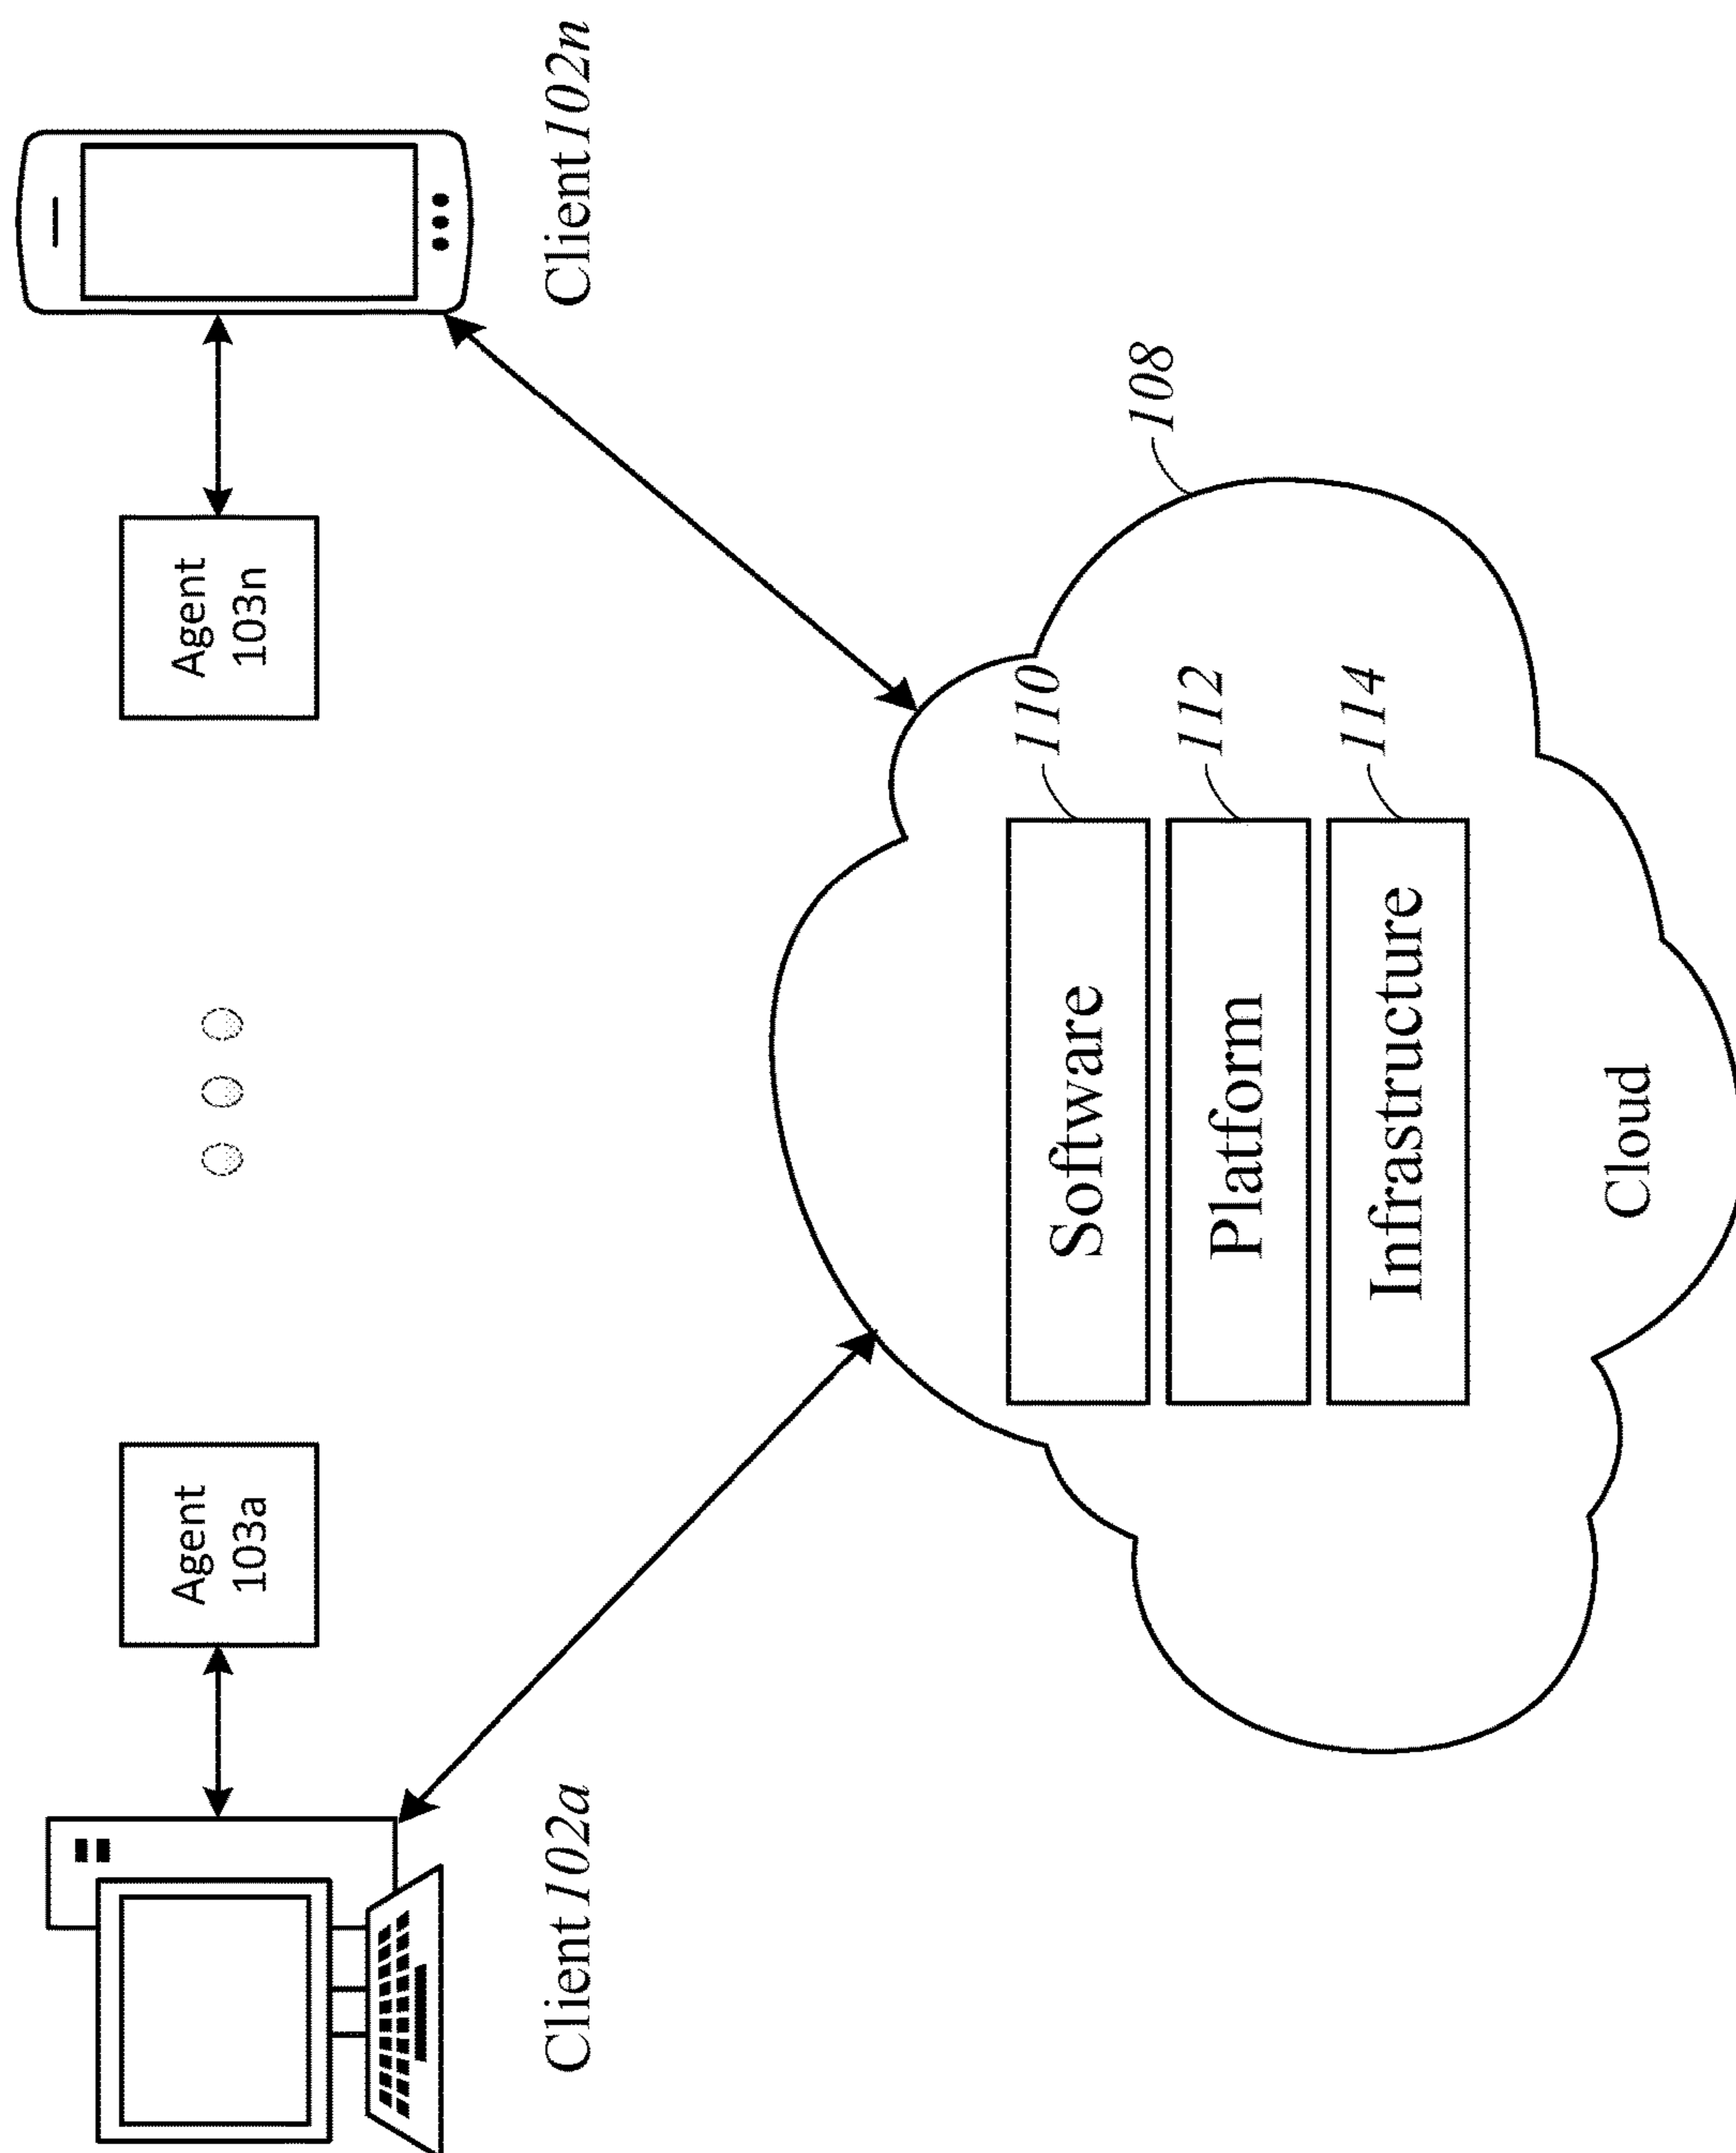 Agent
103a
Agent
103n
Client 102a
Client 102n
108
Software
110
Platform
112
Infrastructure
114
Cloud